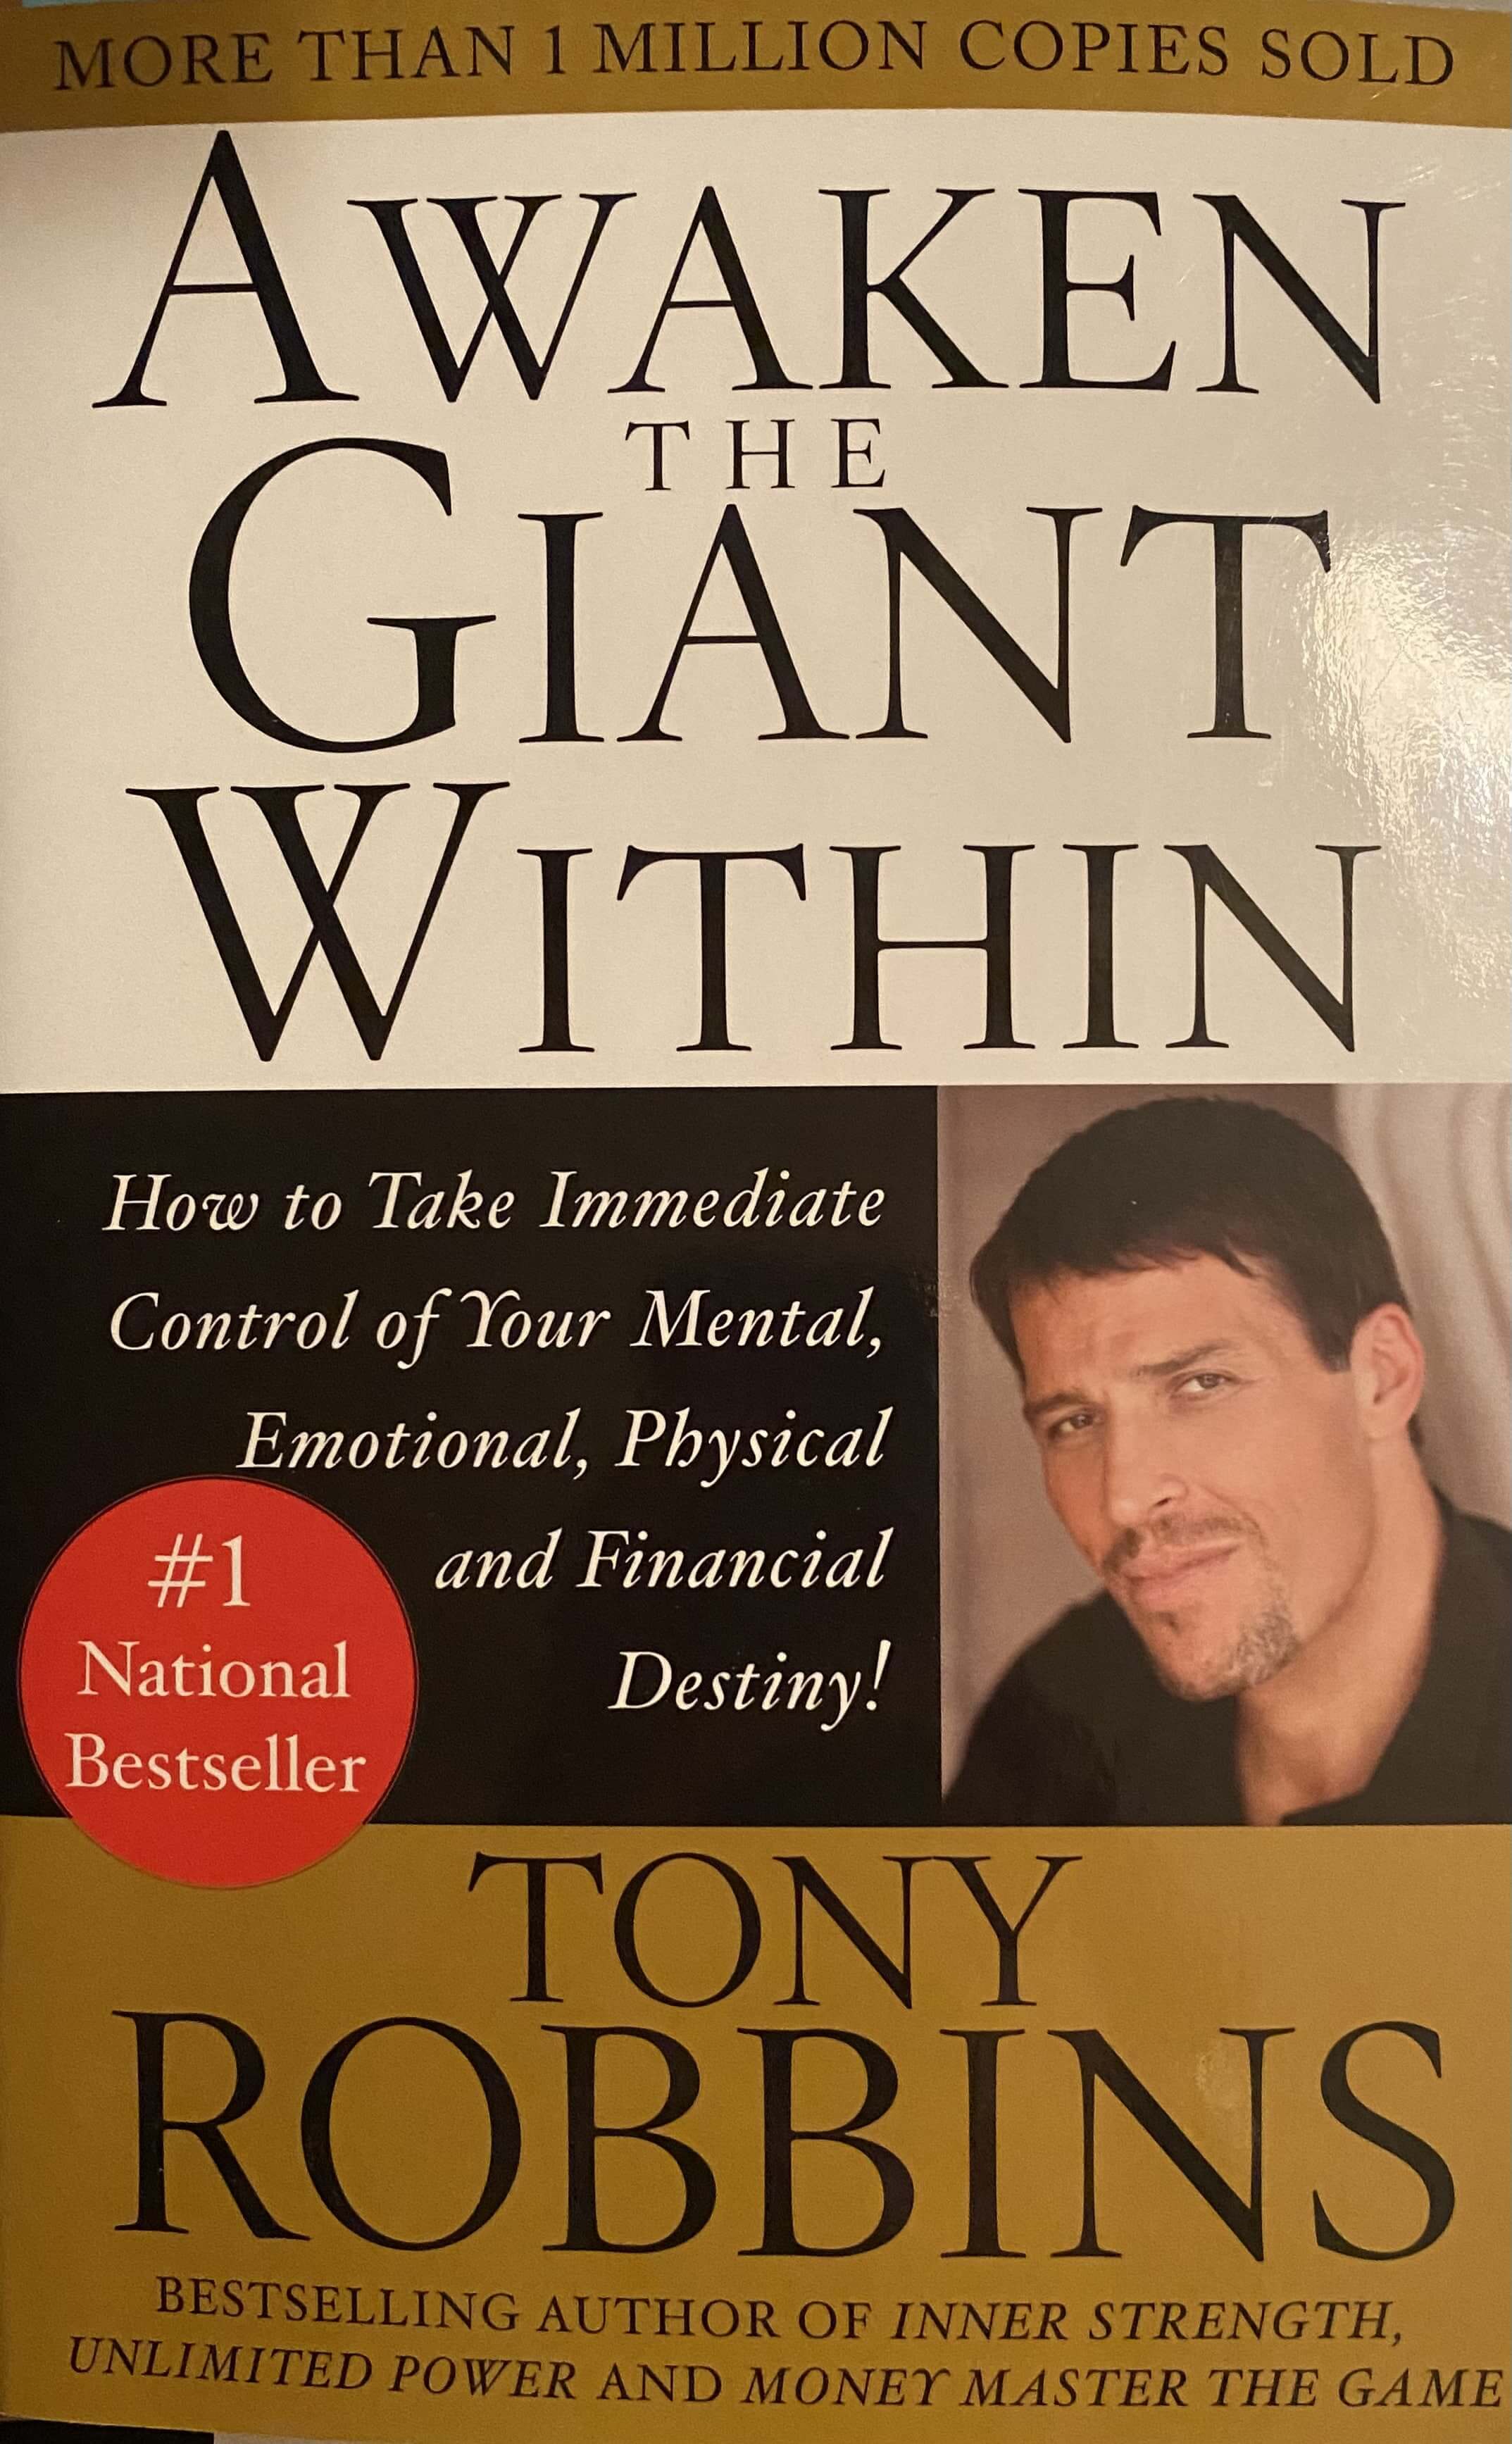 MORE THAN 1 MILLION COPIES SOLD
AWAKEN
THE
GIANT
WITHIN
How to Take Immediate
Control of Your Mental,
Emotional, Physical
and Financial
Destiny!
#1
National
Bestseller
TONY
ROBBINS
BESTSELLING AUTHOR OF INNER STRENGTH,
UNLIMITED POWER AND MONEY MASTER THE GAME